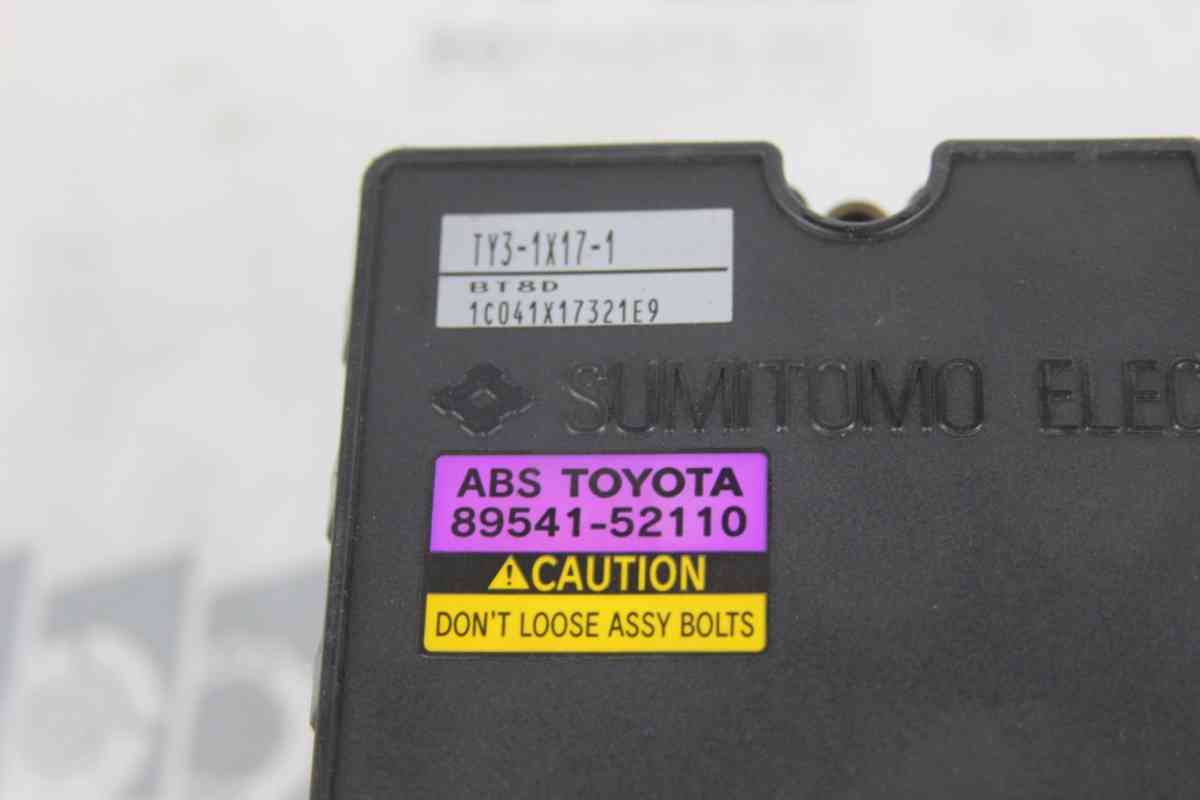 TY3-1X17-1
BT8D
1C041X17321E9
SUMITOMO ELEC
ABS TOYOTA
89541-52110
CAUTION
DON'T LOOSE ASSY BOLTS